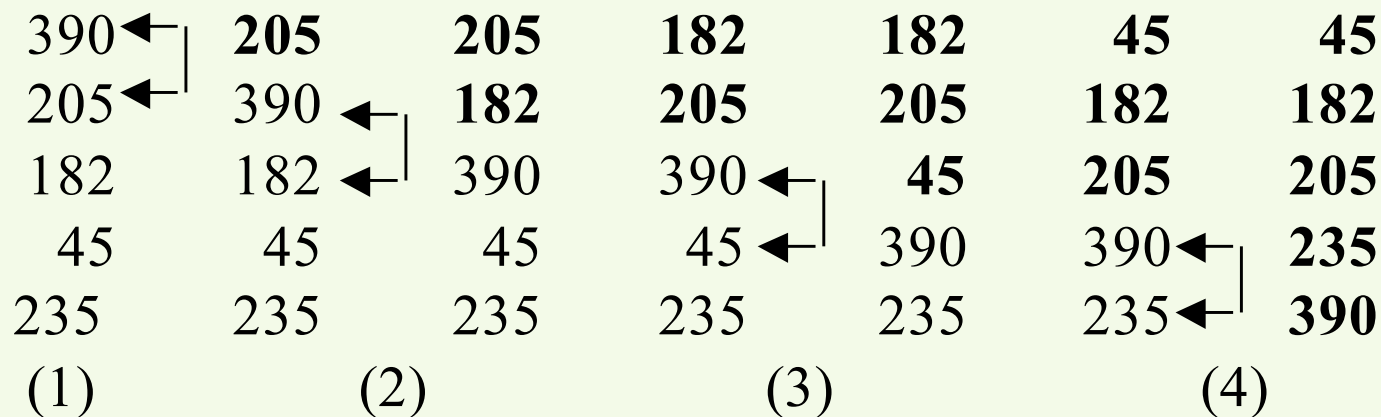 390 205 205 182 182 45 45
205 390 182 205 205 182 182
182 182 390 390 45 205 205
45 45 45 45 390 390 235
235 235 235 235 235 235 390
(1) (2) (3) (4)